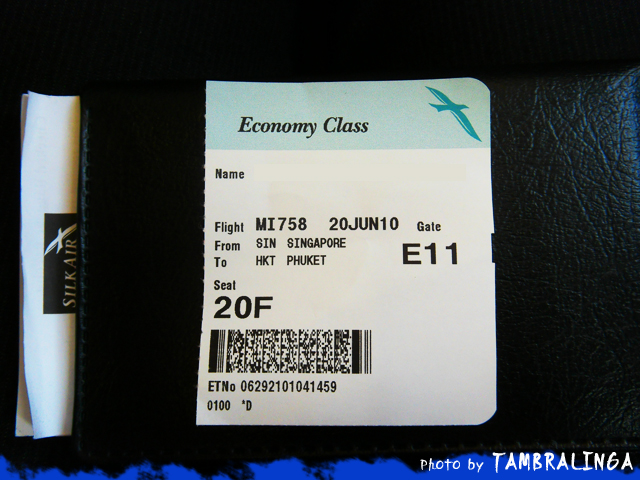 Economy Class
Name
Flight MI758 20JUN10 Gate
From SIN SINGAPORE
To HKT PHUKET
E11
Seat
20F
ETNo 06292101041459
0100 *D
SILKAIR
Photo by TAMBRALINGA